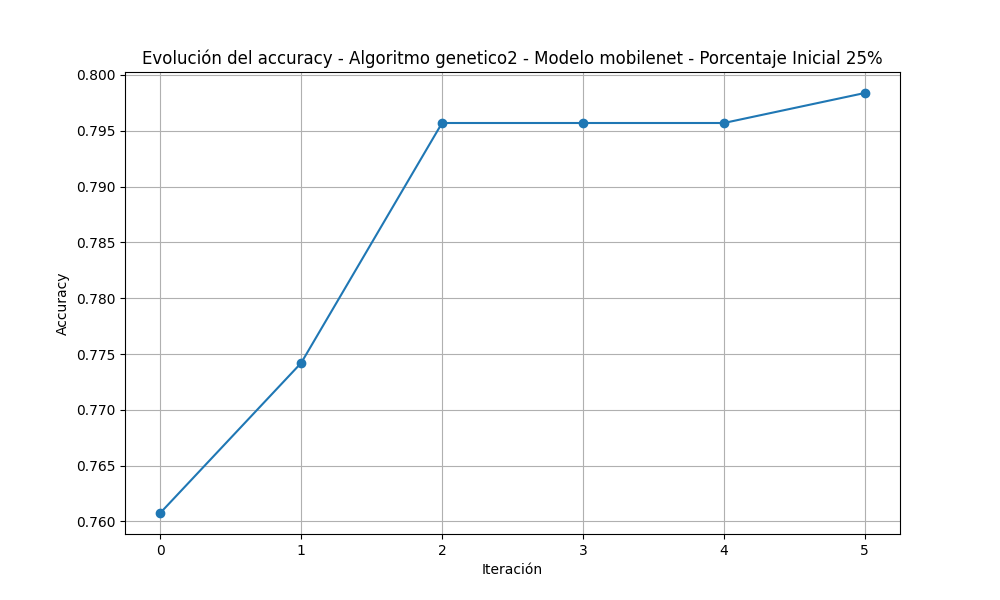 Evolución del accuracy - Algoritmo genetico2 - Modelo mobilenet - Porcentaje Inicial 25%
0.800
0.795
0.790
0.785
0.780
0.775
0.770
0.765
0.760
Accuracy
0 1 2 3 4 5
Iteración